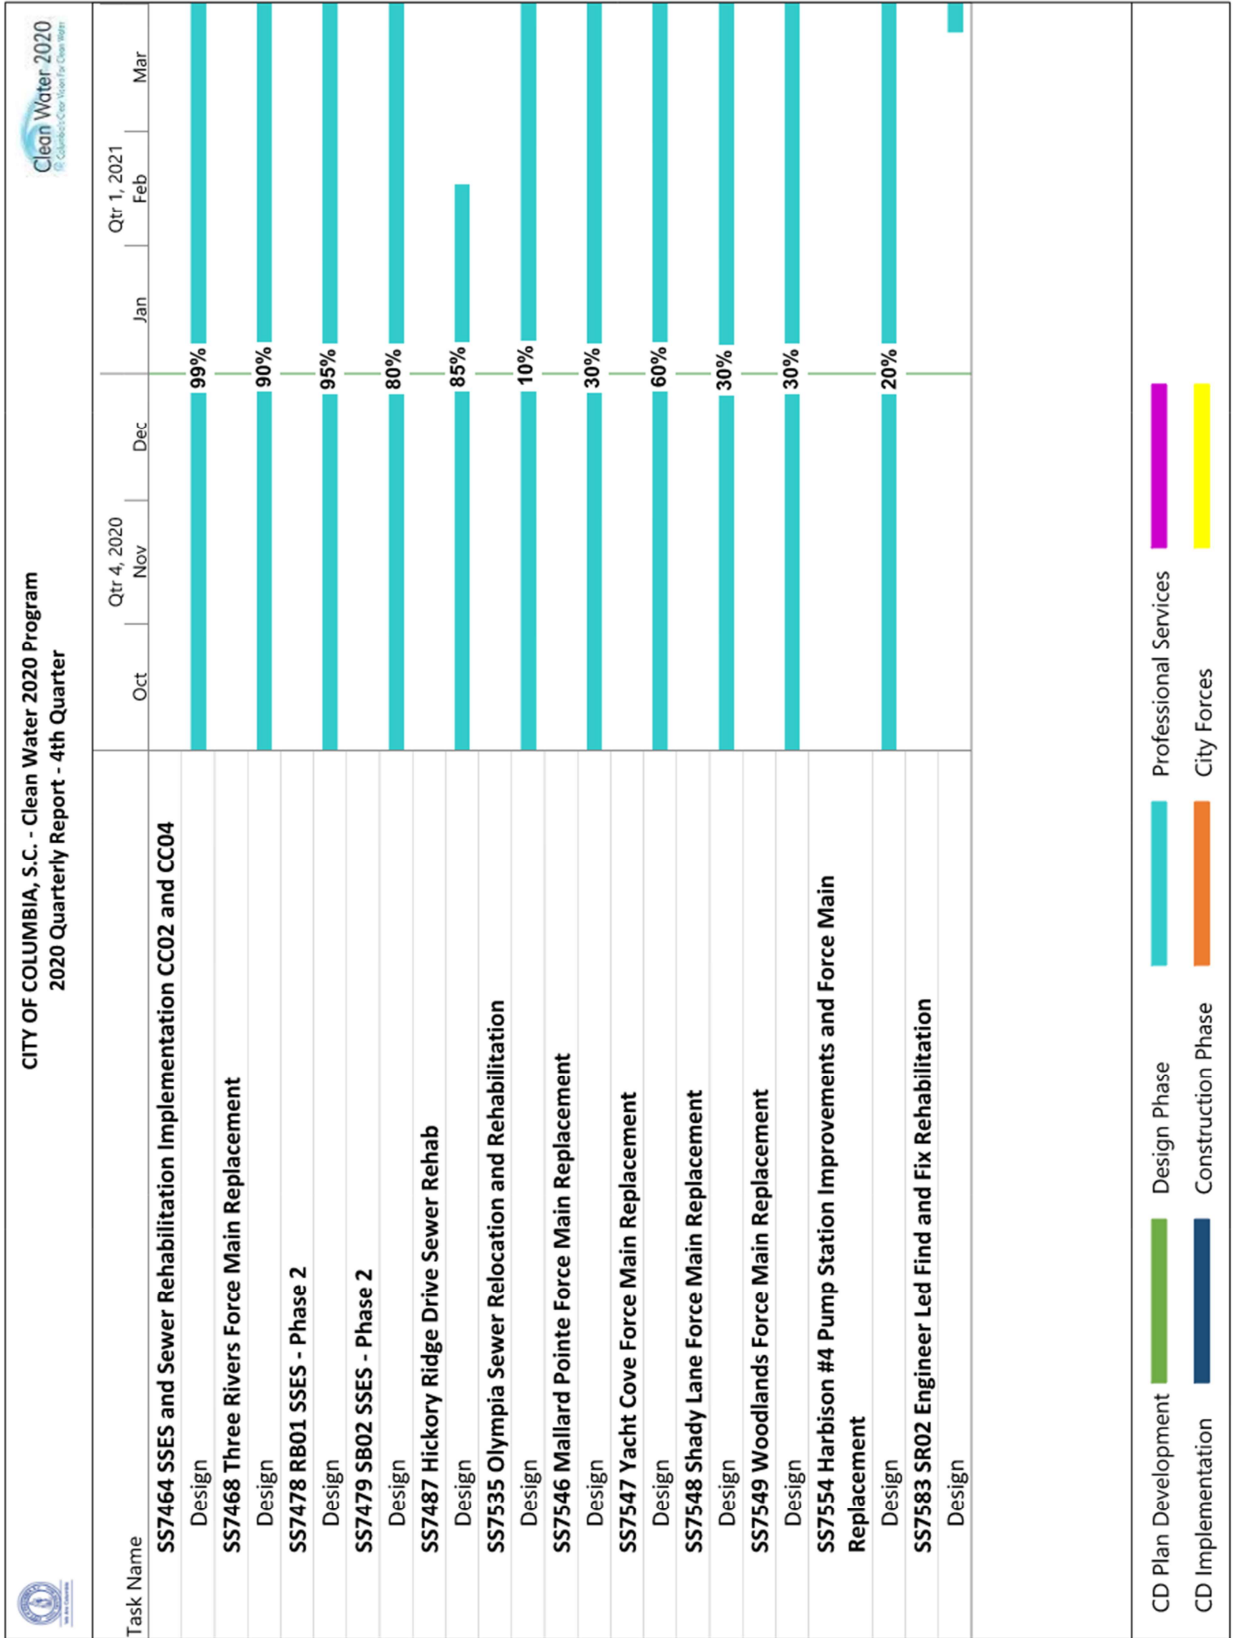 CITY OF COLUMBIA, S.C. - Clean Water 2020 Program
2020 Quarterly Report - 4th Quarter
Clean Water 2020
Columbia's Clear Vision For Clean Water
Task Name
Qtr 4, 2020
Qtr 1, 2021
Oct
Nov
Dec
Jan
Feb
Mar
SS7464 SSES and Sewer Rehabilitation Implementation CC02 and CC04
Design
99%
SS7468 Three Rivers Force Main Replacement
Design
90%
SS7478 RB01 SSES - Phase 2
Design
95%
SS7479 SB02 SSES - Phase 2
Design
80%
SS7487 Hickory Ridge Drive Sewer Rehab
Design
85%
SS7535 Olympia Sewer Relocation and Rehabilitation
Design
10%
SS7546 Mallard Pointe Force Main Replacement
Design
30%
SS7547 Yacht Cove Force Main Replacement
Design
60%
SS7548 Shady Lane Force Main Replacement
Design
30%
SS7549 Woodlands Force Main Replacement
Design
30%
SS7554 Harbison #4 Pump Station Improvements and Force Main
Replacement
Design
20%
SS7583 SR02 Engineer Led Find and Fix Rehabilitation
Design
CD Plan Development
Design Phase
Professional Services
CD Implementation
Construction Phase
City Forces